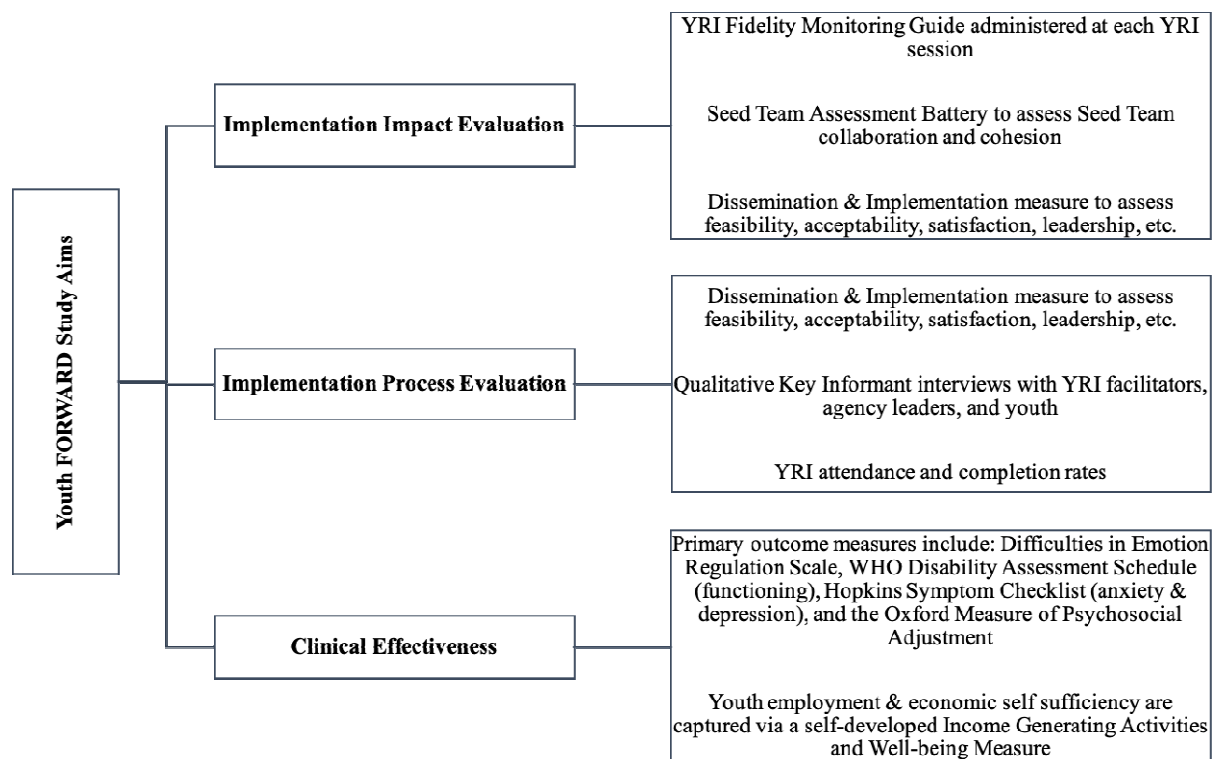 Youth FORWARD Study Aims
Implementation Impact Evaluation
YRI Fidelity Monitoring Guide administered at each YRI
session
Seed Team Assessment Battery to assess Seed Team
collaboration and cohesion
Dissemination & Implementation measure to assess
feasibility, acceptability, satisfaction, leadership, etc.
Implementation Process Evaluation
Dissemination & Implementation measure to assess
feasibility, acceptability, satisfaction, leadership, etc.
Qualitative Key Informant interviews with YRI facilitators,
agency leaders, and youth
YRI attendance and completion rates
Clinical Effectiveness
Primary outcome measures include: Difficulties in Emotion
Regulation Scale, WHO Disability Assessment Schedule
(functioning), Hopkins Symptom Checklist (anxiety &
depression), and the Oxford Measure of Psychosocial
Adjustment
Youth employment & economic self sufficiency are
captured via a self-developed Income Generating Activities
and Well-being Measure